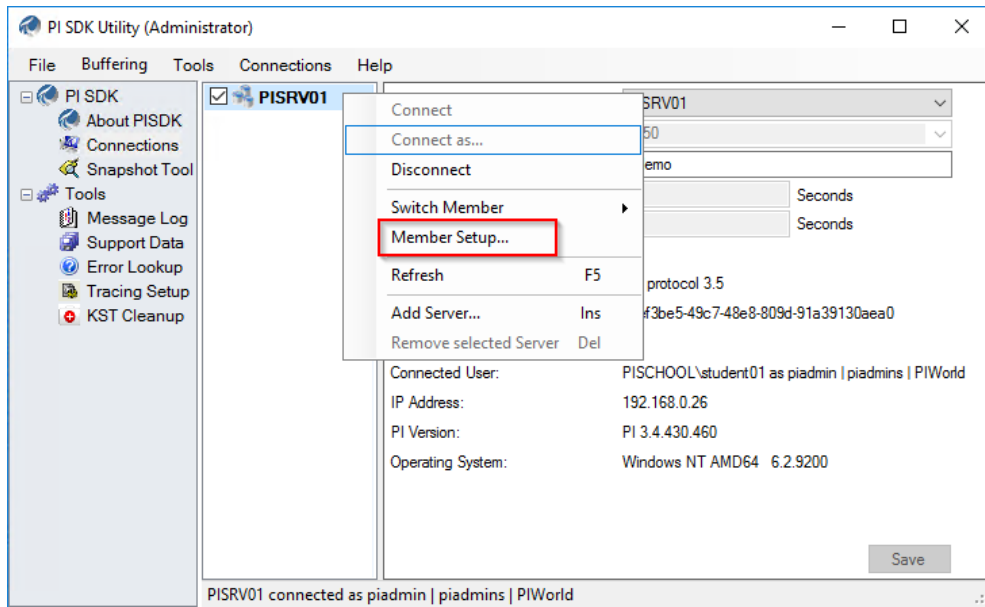 PI SDK Utility (Administrator)
File Buffering Tools Connections Help
PI SDK
About PISDK
Connections
Snapshot Tool
Tools
Message Log
Support Data
Error Lookup
Tracing Setup
KST Cleanup
PISRV01
Connect
Connect as...
Disconnect
Switch Member
Member Setup...
Refresh F5
Add Server... Ins
Remove selected Server Del
SRV01
50
emo
Seconds
Seconds
protocol 3.5
f3be5-49c7-48e8-809d-91a39130aea0
Connected User: PISCHOOL\student01 as piadmin | piadmins | PIWorld
IP Address: 192.168.0.26
PI Version: PI 3.4.430.460
Operating System: Windows NT AMD64 6.2.9200
Save
PISRV01 connected as piadmin | piadmins | PIWorld